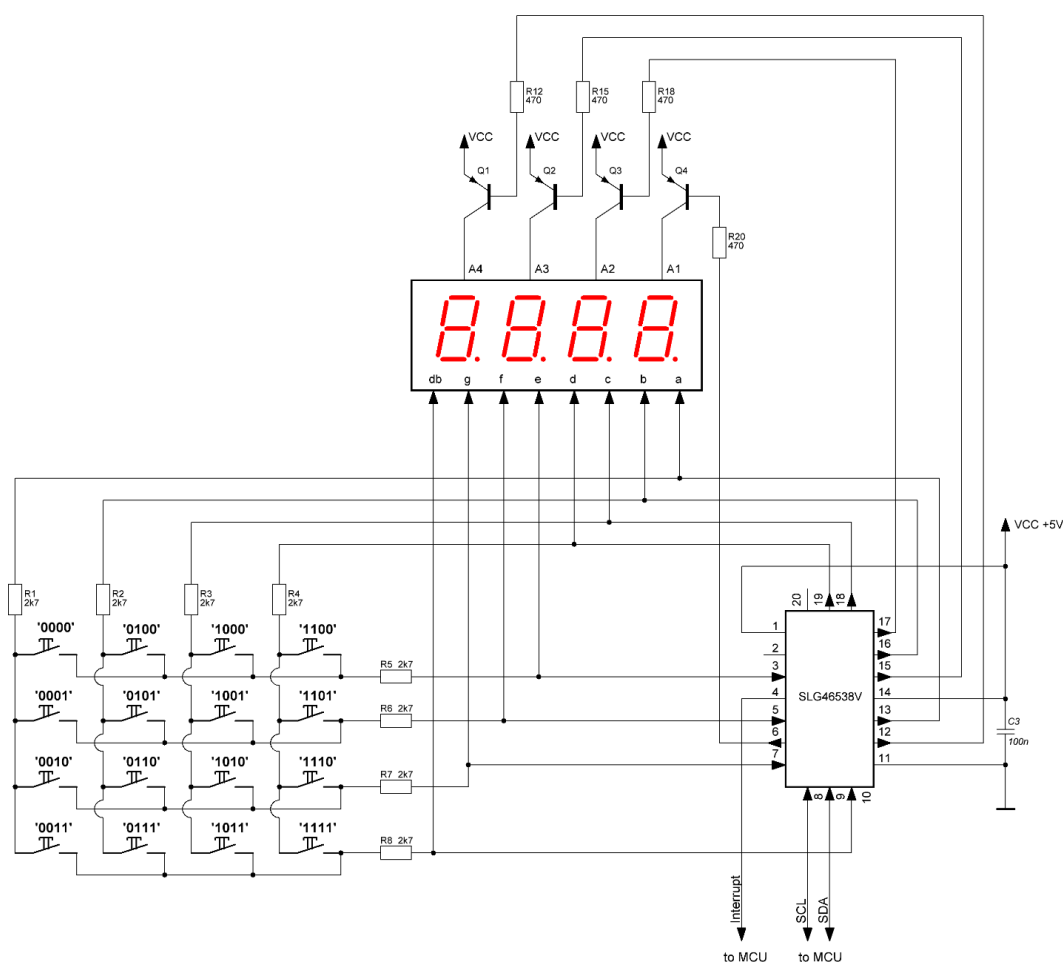 R12
470
R15
470
R18
470
VCC
VCC
VCC
VCC
Q1
Q2
Q3
Q4
R20
470
A4
A3
A2
A1
db
g
f
e
d
c
b
a
VCC +5V
R1
2k7
R2
2k7
R3
2k7
R4
2k7
20
19
18
'0000'
'0100'
'1000'
'1100'
1
17
2
16
R5 2k7
3
15
SLG46538V
'0001'
'0101'
'1001'
'1101'
4
14
R6 2k7
5
13
C3
100n
6
12
'0010'
'0110'
'1010'
'1110'
7
11
R7 2k7
8
9
10
'0011'
'0111'
'1011'
'1111'
R8 2k7
Interrupt
SCL
SDA
to MCU
to MCU